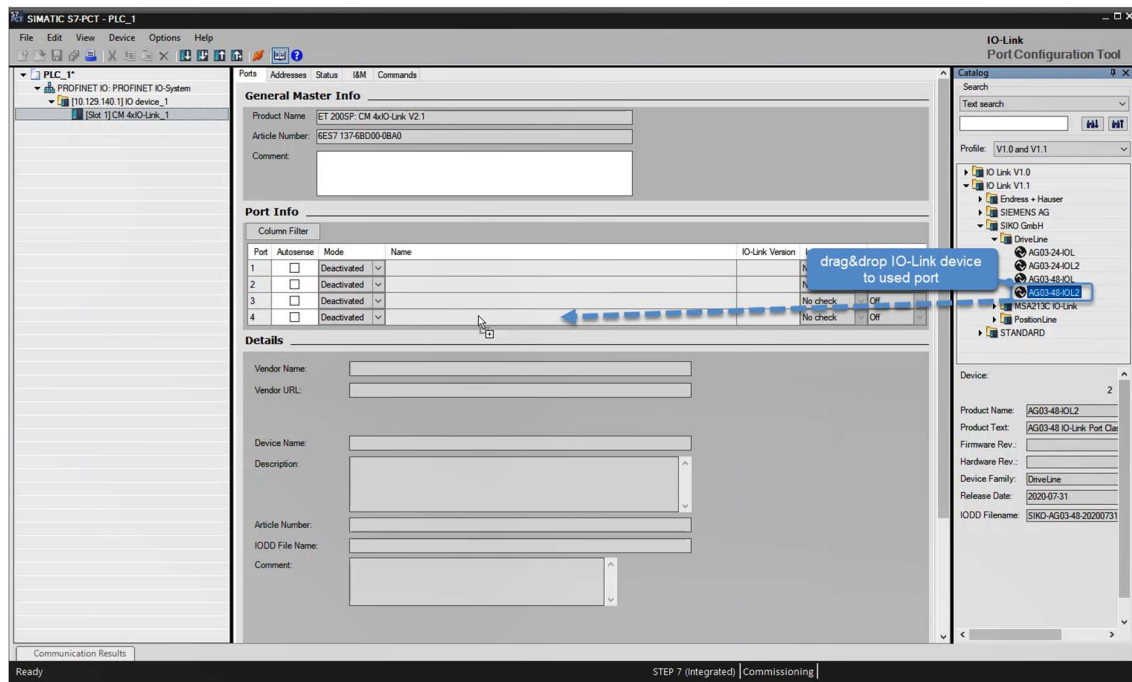 S7 PCT SIMATIC S7-PCT - PLC_1
File Edit View Device Options Help
IO-Link
Port Configuration Tool
PLC_1*
PROFINET IO: PROFINET IO-System
[10.129.140.1] IO device_1
[Slot 1] CM 4xIO-Link_1
Ports Addresses Status I&M Commands
General Master Info
Product Name ET 200SP: CM 4xIO-Link V2.1
Article Number: 6ES7 137-6BD00-0BA0
Comment:
Port Info
Column Filter
Port Autosense Mode Name IO-Link Version
1 Deactivated
2 Deactivated
3 Deactivated No check Off
4 Deactivated No check Off
drag&drop IO-Link device
to used port
Details
Vendor Name:
Vendor URL:
Device Name:
Description:
Article Number:
IODD File Name:
Comment:
Catalog
Search
Text search
Profile: V1.0 and V1.1
IO Link V1.0
IO Link V1.1
Endress + Hauser
SIEMENS AG
SIKO GmbH
DriveLine
AG03-24-IOL
AG03-24-IOL2
AG03-48-IOL
AG03-48-IOL2
MSA213C IO-Link
PositionLine
STANDARD
Device:
2
Product Name: AG03-48-IOL2
Product Text: AG03-48 IO-Link Port Clas
Firmware Rev.:
Hardware Rev.:
Device Family: DriveLine
Release Date: 2020-07-31
IODD Filename: SIKO-AG03-48-20200731
Communication Results
Ready
STEP 7 (Integrated) Commissioning